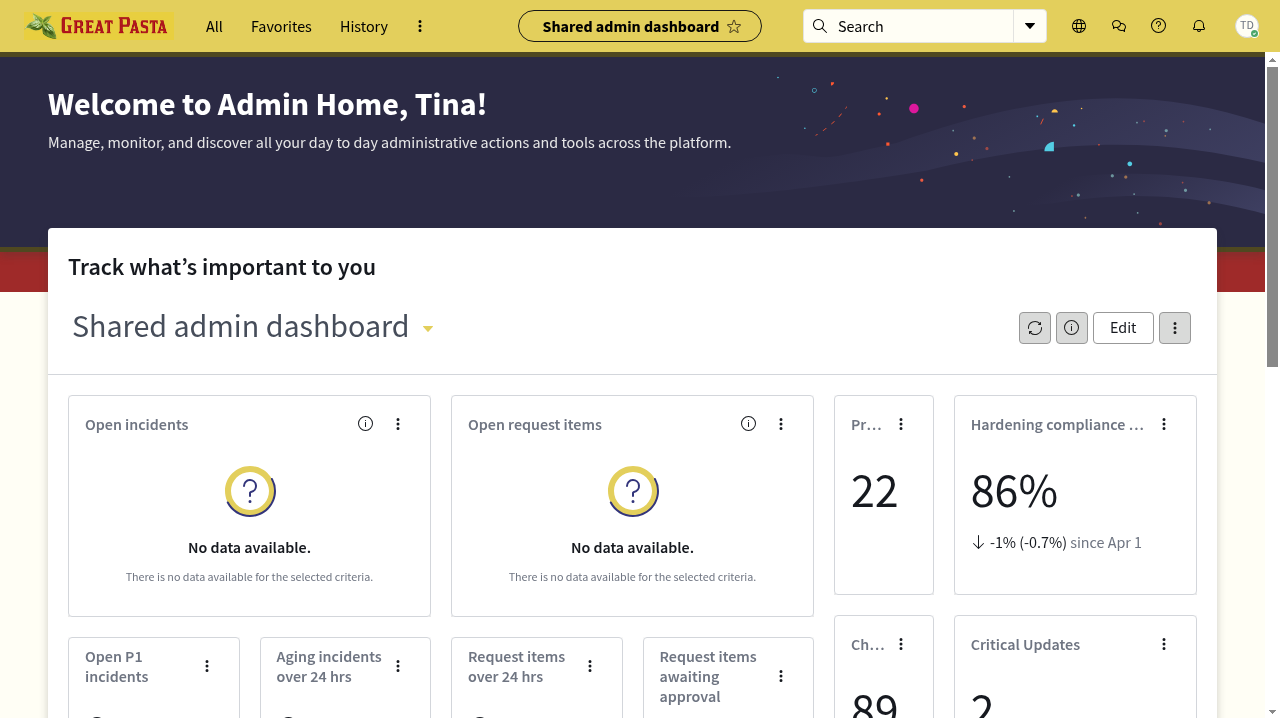 GREAT PASTA
All
Favorites
History
Shared admin dashboard
Search
TD
Welcome to Admin Home, Tina!
Manage, monitor, and discover all your day to day administrative actions and tools across the platform.
Track what's important to you
Shared admin dashboard
Edit
Open incidents
No data available.
There is no data available for the selected criteria.
Open request items
No data available.
There is no data available for the selected criteria.
Pr...
22
Hardening compliance ...
86%
-1% (-0.7%) since Apr 1
Open P1
incidents
Aging incidents
over 24 hrs
Request items
over 24 hrs
Request items
awaiting
approval
Ch...
89
Critical Updates
2